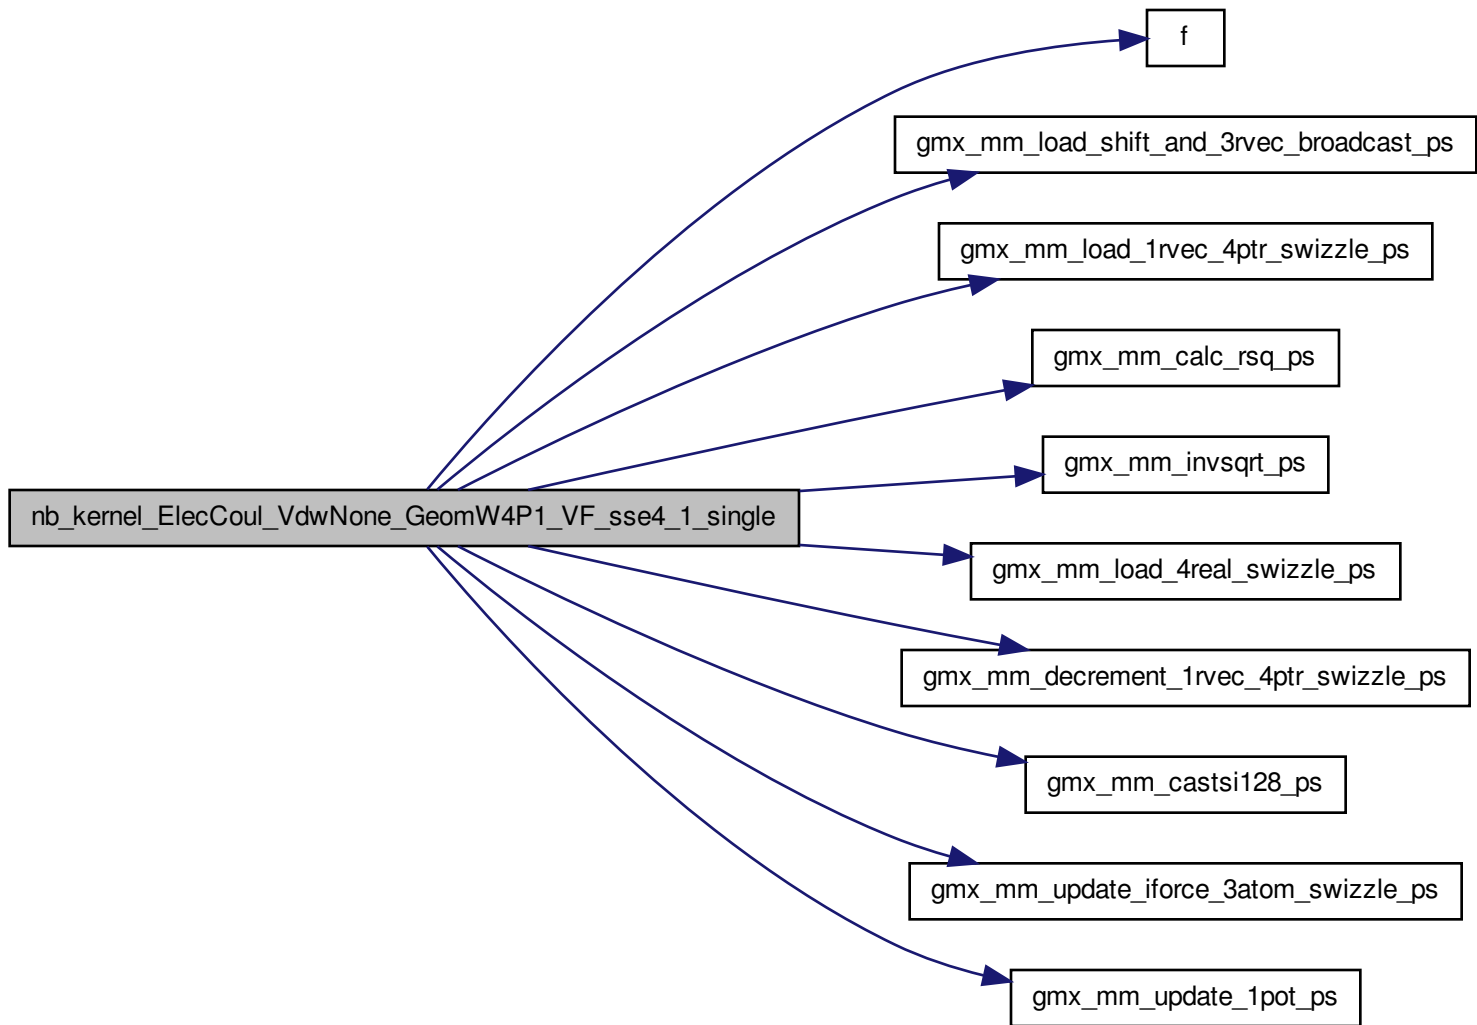 f
gmx_mm_load_shift_and_3rvec_broadcast_ps
gmx_mm_load_1rvec_4ptr_swizzle_ps
gmx_mm_calc_rsq_ps
gmx_mm_invsqrt_ps
nb_kernel_ElecCoul_VdwNone_GeomW4P1_VF_sse4_1_single
gmx_mm_load_4real_swizzle_ps
gmx_mm_decrement_1rvec_4ptr_swizzle_ps
gmx_mm_castsi128_ps
gmx_mm_update_iforce_3atom_swizzle_ps
gmx_mm_update_1pot_ps